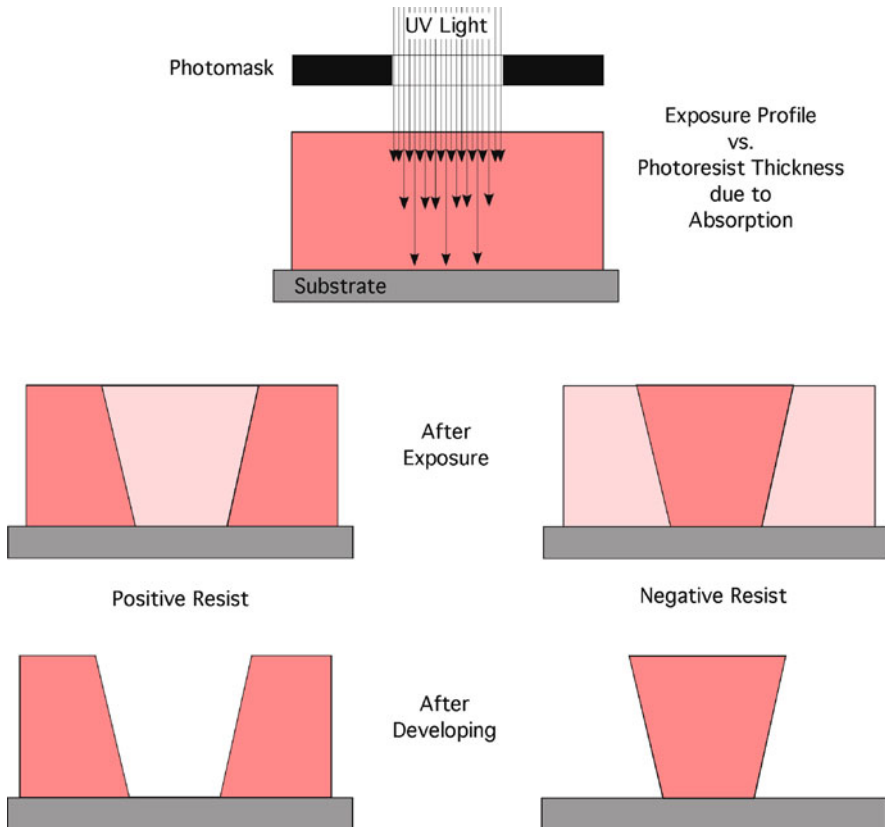 UV Light
Photomask
Exposure Profile
vs.
Photoresist Thickness
due to
Absorption
Substrate
After
Exposure
Positive Resist
Negative Resist
After
Developing